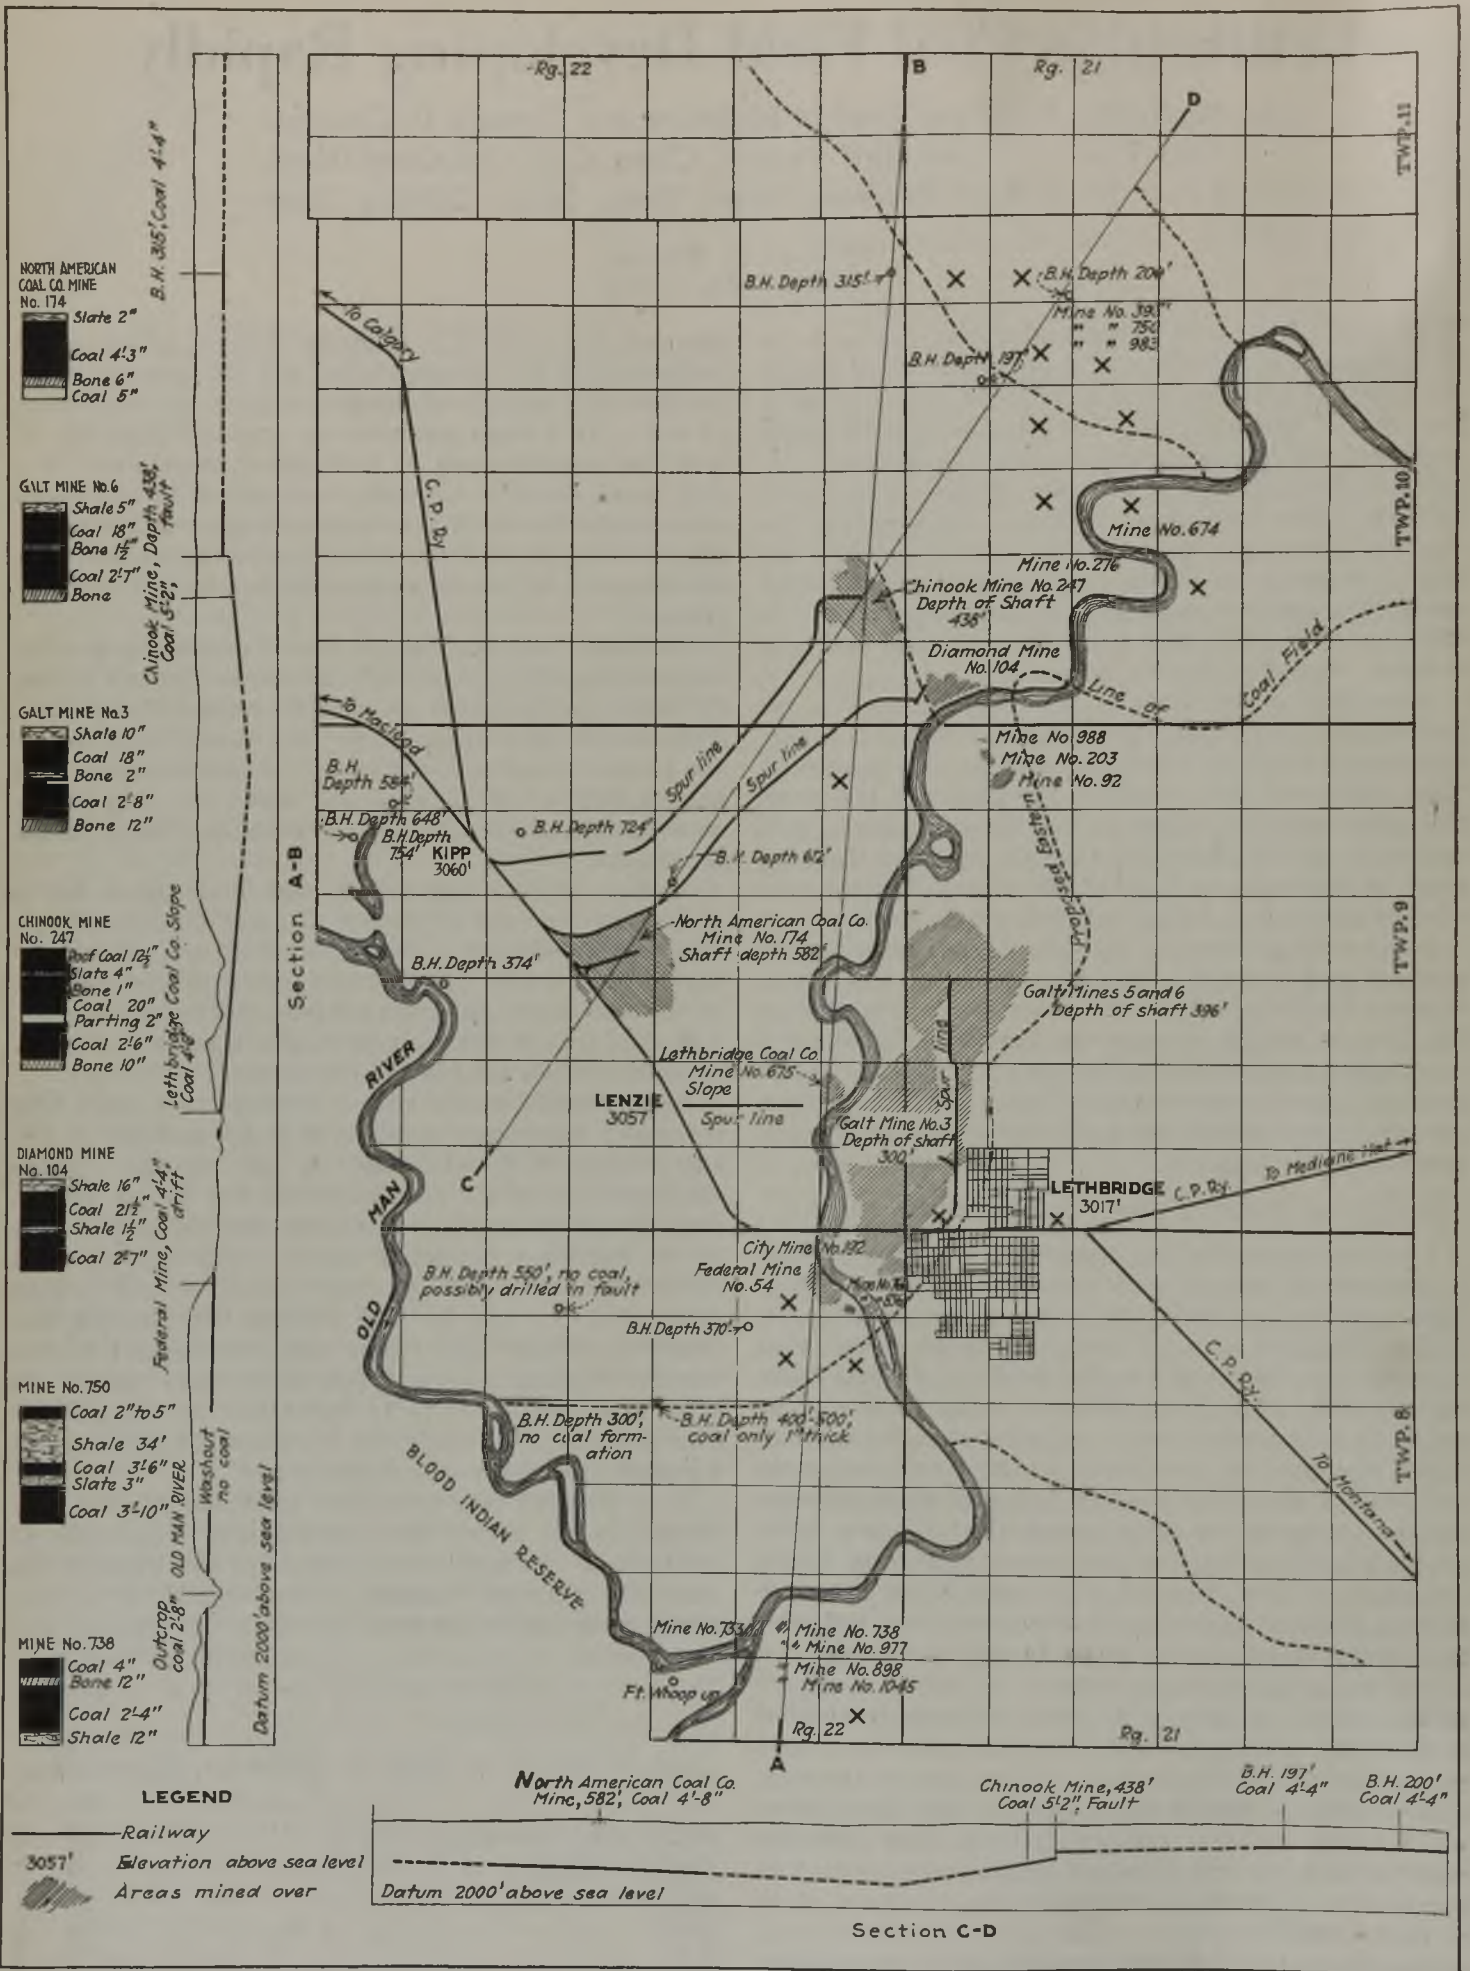 Rg. 22
B
Rg. 21
D
TWP. 11
B.H. Depth 315'
B.H. Depth 200'
Mine No. 393
" " 750
" " 983
B.H. Depth 197'
To Calgary
C.P. Ry.
TWP. 10
Mine No. 674
Mine No. 276
Chinook Mine No. 247
Depth of Shaft
438'
Diamond Mine
No. 104
Line of
Coal Field
To Macleod
Spur line
Spur line
Mine No. 988
Mine No. 203
Mine No. 92
B.H.
Depth 584'
B.H. Depth 648'
B.H. Depth
754'
KIPP
3060'
B.H. Depth 724'
B.H. Depth 612'
Proposed Eastern
TWP. 9
North American Coal Co.
Mine No. 174
Shaft depth 582'
B.H. Depth 374'
Galt Mines 5 and 6
Depth of shaft 396'
Spur line
Lethbridge Coal Co.
Mine No. 675
Slope
LENZIE
3057
Spur line
Galt Mine No. 3
Depth of shaft
300'
C
LETHBRIDGE
3017'
C.P. Ry.
To Medicine Hat
OLD MAN RIVER
City Mine No. 192
Federal Mine
No. 54
B.H. Depth 550', no coal,
possibly drilled in fault
B.H. Depth 370'
C.P. Ry.
To Montana
TWP. 8
B.H. Depth 300',
no coal form-
ation
B.H. Depth 400'-500',
coal only 1" thick
BLOOD INDIAN RESERVE
Mine No. 733
Mine No. 738
" Mine No. 977
Mine No. 898
Mine No. 1045
Ft. Whoop up
Rg. 22
Rg. 21
A
NORTH AMERICAN
COAL CO. MINE
No. 174
Slate 2"
Coal 4'-3"
Bone 6"
Coal 5"
GALT MINE No. 6
Shale 5"
Coal 18"
Bone 1½"
Coal 2'-7"
Bone
GALT MINE No. 3
Shale 10"
Coal 18"
Bone 2"
Coal 2'-8"
Bone 12"
CHINOOK MINE
No. 247
Roof Coal 12½"
Slate 4"
Bone 1"
Coal 20"
Parting 2"
Coal 2'-6"
Bone 10"
DIAMOND MINE
No. 104
Shale 16"
Coal 21½"
Shale 1½"
Coal 2'-7"
MINE No. 750
Coal 2" to 5"
Shale 34'
Coal 3'-6"
Slate 3"
Coal 3'-10"
MINE No. 738
Coal 4"
Bone 12"
Coal 2'-4"
Shale 12"
B.H. 315', Coal 4'-4"
Chinook Mine, Depth 438',
Coal 5'-2", fault
Lethbridge Coal Co. Slope
Federal Mine, Coal 4'-4",
drift
Washout
no coal
OLD MAN RIVER
Outcrop
coal 2'-8"
Datum 2000' above sea level
Section A-B
LEGEND
Railway
3057' Elevation above sea level
Areas mined over
North American Coal Co.
Mine, 582', Coal 4'-8"
Chinook Mine, 438'
Coal 5'-2", Fault
B.H. 197'
Coal 4'-4"
B.H. 200'
Coal 4'-4"
Datum 2000' above sea level
Section C-D